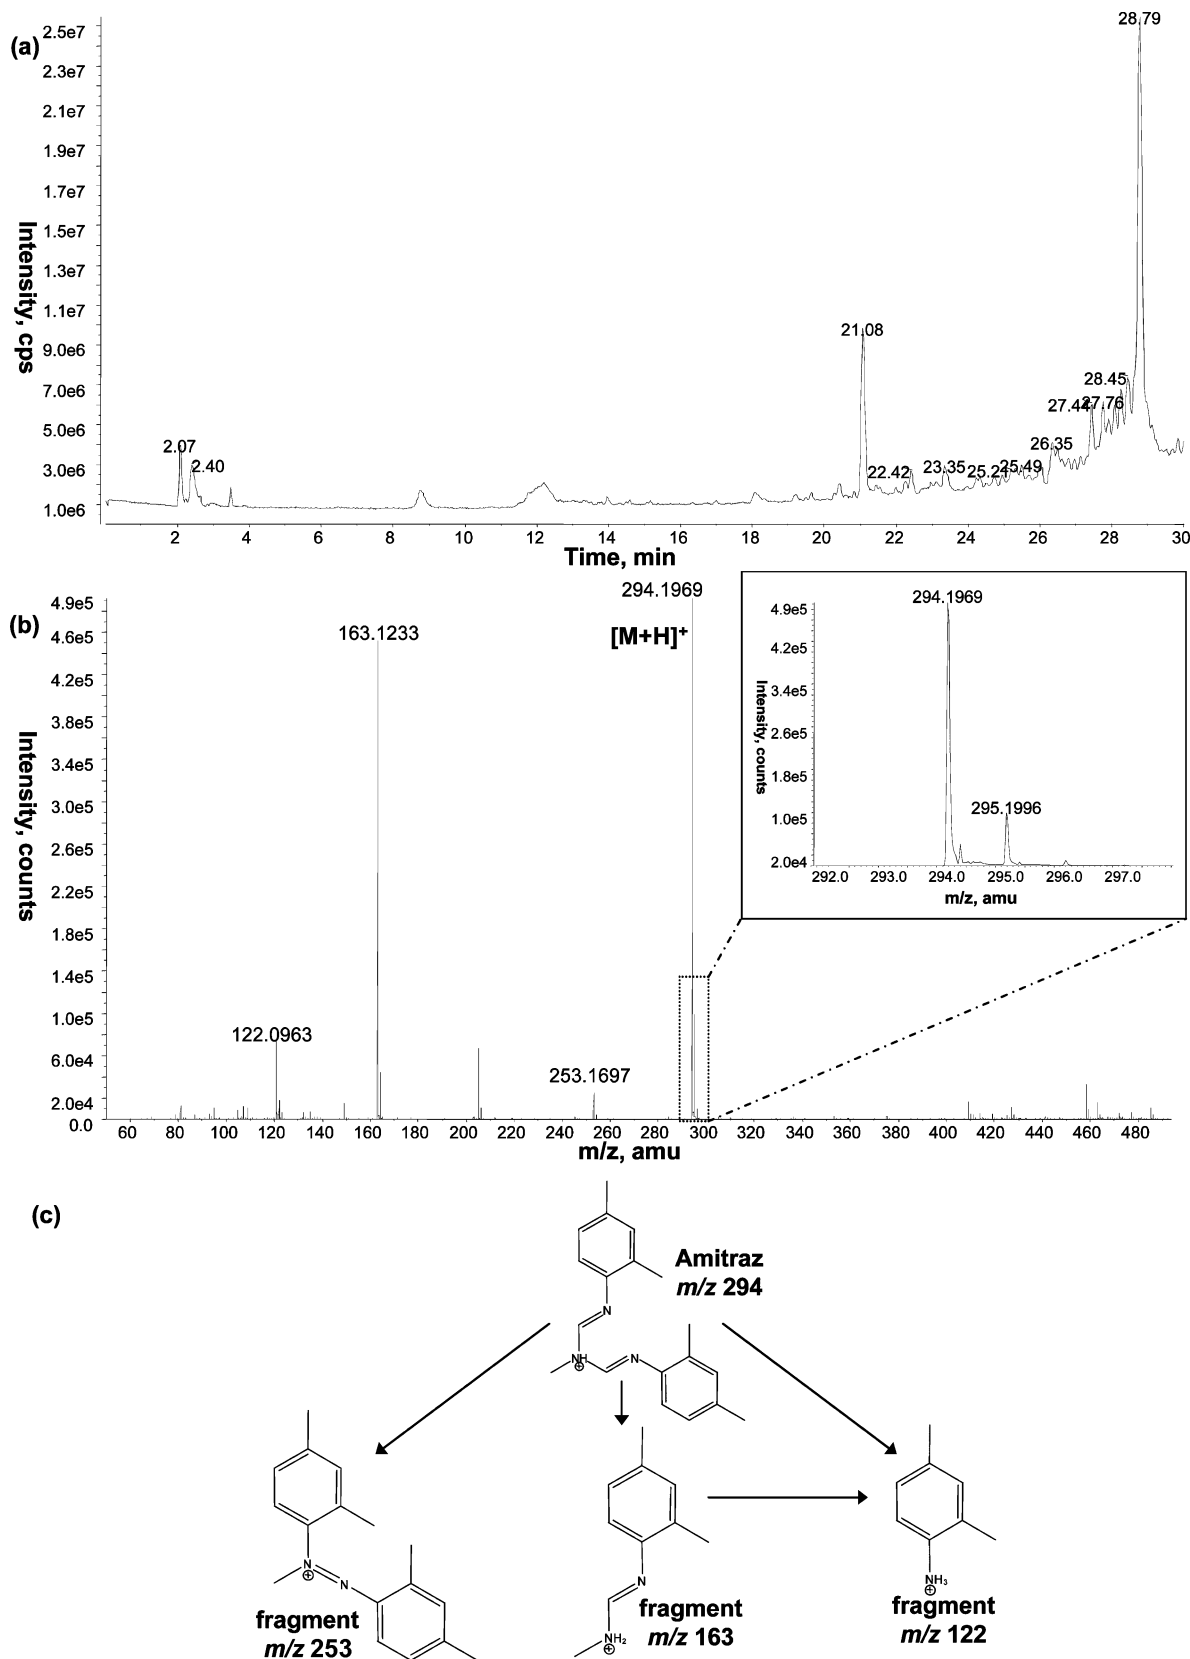 (a)
2.5e7
2.3e7
2.1e7
1.9e7
1.7e7
1.5e7
1.3e7
1.1e7
9.0e6
7.0e6
5.0e6
3.0e6
1.0e6
Intensity, cps
2.07
2.40
21.08
22.42
23.35
25.24
25.49
26.35
27.44
27.76
28.45
28.79
2 4 6 8 10 12 14 16 18 20 22 24 26 28 30
Time, min
(b)
4.9e5
4.6e5
4.2e5
3.8e5
3.4e5
3.0e5
2.6e5
2.2e5
1.8e5
1.4e5
1.0e5
6.0e4
2.0e4
0.0
Intensity, counts
122.0963
163.1233
253.1697
294.1969
[M+H]+
60 80 100 120 140 160 180 200 220 240 260 280 300 320 340 360 380 400 420 440 460 480
m/z, amu
4.9e5
4.2e5
3.4e5
2.6e5
1.8e5
1.0e5
2.0e4
Intensity, counts
294.1969
295.1996
292.0 293.0 294.0 295.0 296.0 297.0
m/z, amu
(c)
Amitraz
m/z 294
N
NH
⊕
N
N
⊕
N
fragment
m/z 253
N
NH2
⊕
fragment
m/z 163
NH3
⊕
fragment
m/z 122